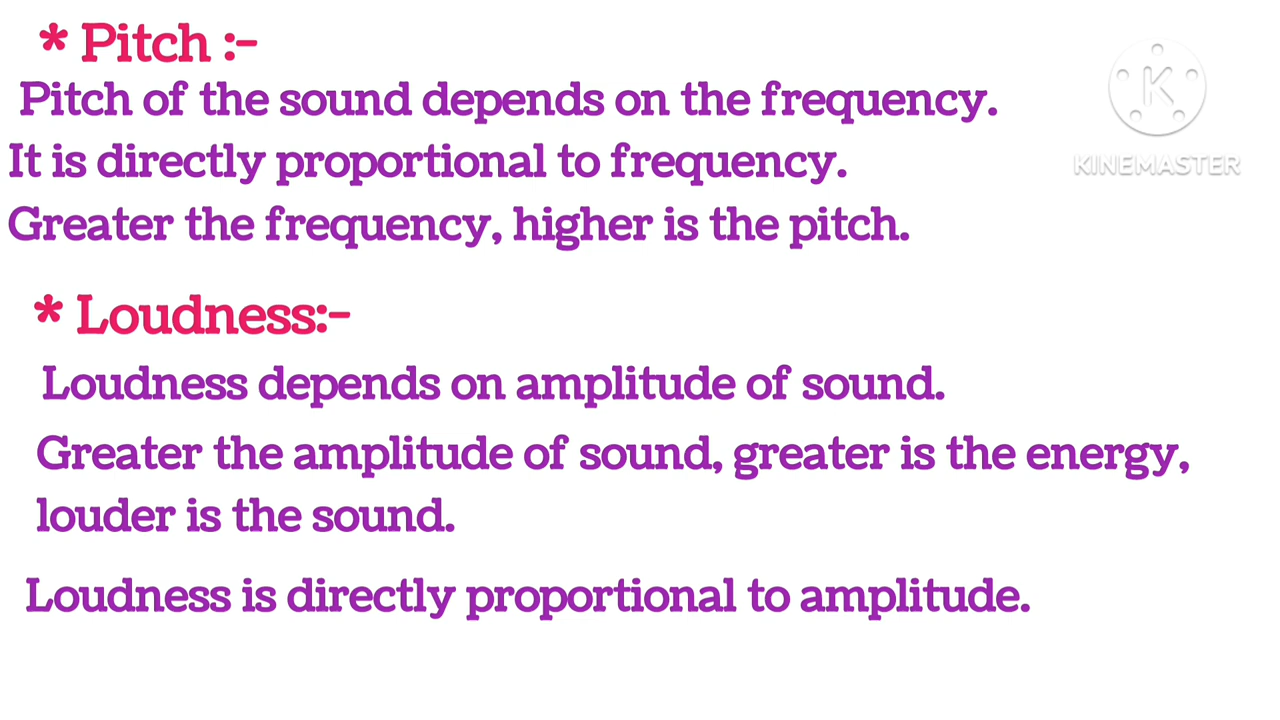 * Pitch :-
Pitch of the sound depends on the frequency.
It is directly proportional to frequency.
Greater the frequency, higher is the pitch.
* Loudness:-
Loudness depends on amplitude of sound.
Greater the amplitude of sound, greater is the energy,
louder is the sound.
Loudness is directly proportional to amplitude.
K
KINEMASTER